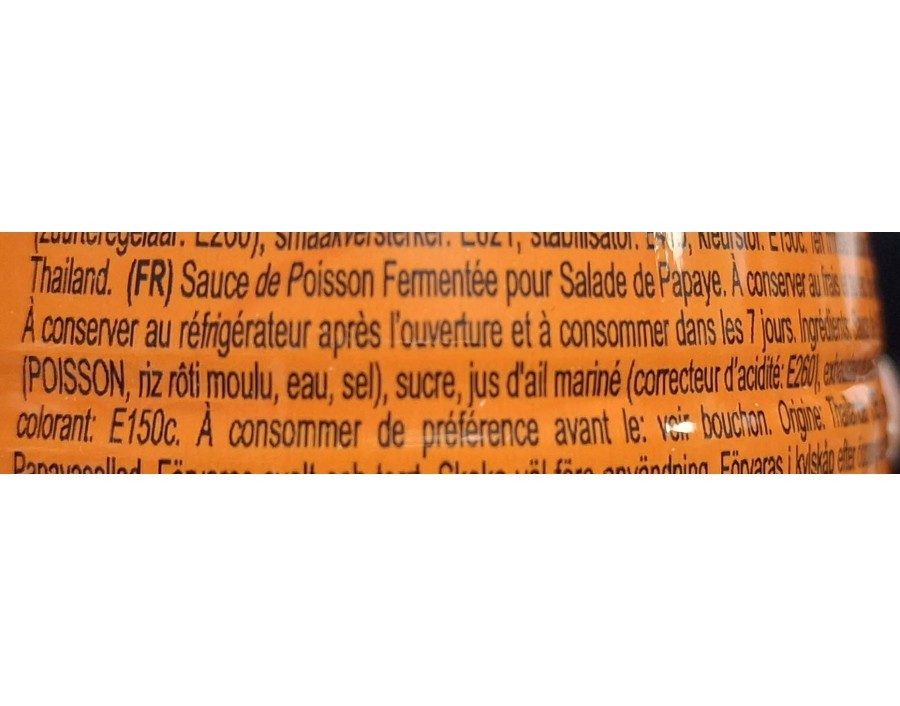 (zuurteregelaar: E260), smaakversterker: E621, stabilisator: kleurstof: E150c.
Thailand. (FR) Sauce de Poisson Fermentée pour Salade de Papaye. À conserver au frais
À conserver au réfrigérateur après l'ouverture et à consommer dans les 7 jours. Ingrédients:
(POISSON, riz rôti moulu, eau, sel), sucre, jus d'ail mariné (correcteur d'acidité: E260),
colorant: E150c. À consommer de préférence avant le: voir bouchon. Origine:
Papayasallad. Förvaras svalt och torrt. Skaka väl före användning. Förvaras i kylskåp efter